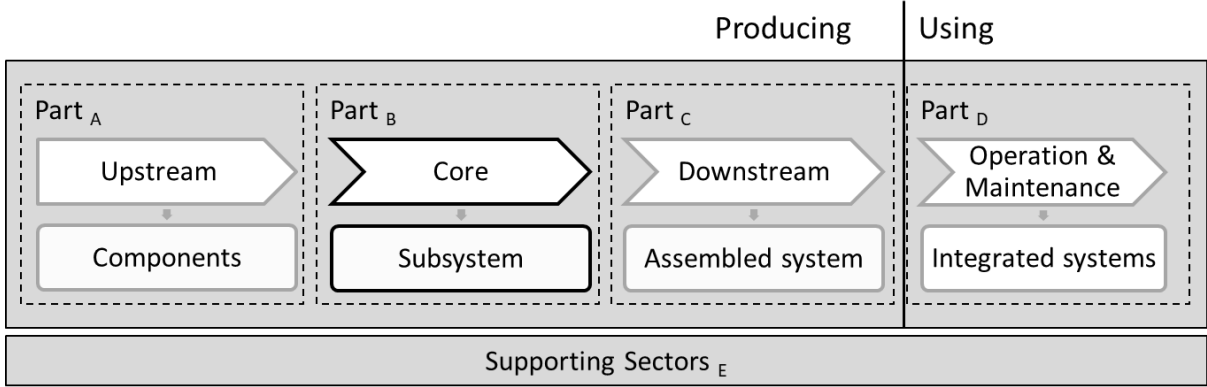 Producing
Using
Part A
Upstream
Components
Part B
Core
Subsystem
Part C
Downstream
Assembled system
Part D
Operation &
Maintenance
Integrated systems
Supporting Sectors E